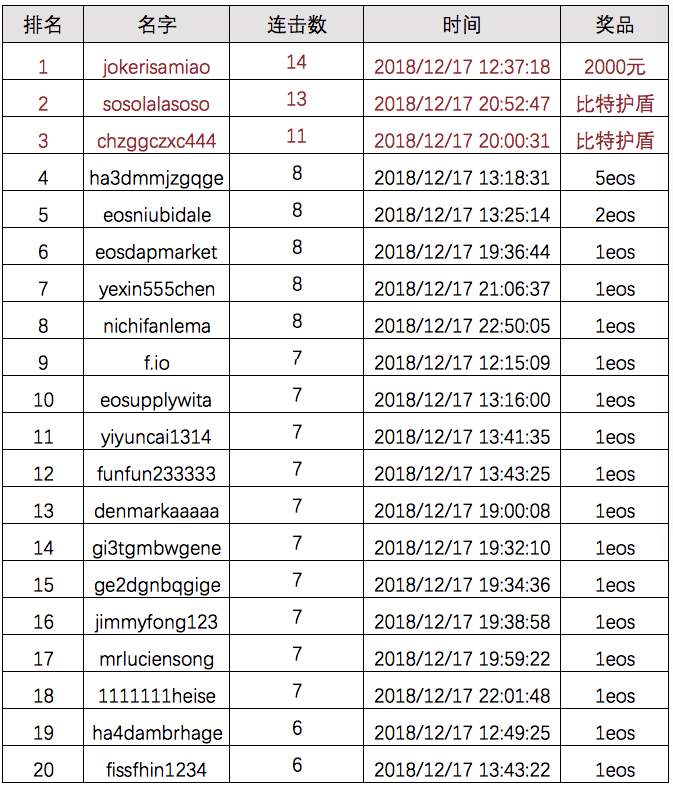 排名 名字 连击数 时间 奖品
1 jokerisamiao 14 2018/12/17 12:37:18 2000元
2 sosolalasoso 13 2018/12/17 20:52:47 比特护盾
3 chzggczxc444 11 2018/12/17 20:00:31 比特护盾
4 ha3dmmjzgqge 8 2018/12/17 13:18:31 5eos
5 eosniubidale 8 2018/12/17 13:25:14 2eos
6 eosdapmarket 8 2018/12/17 19:36:44 1eos
7 yexin555chen 8 2018/12/17 21:06:37 1eos
8 nichifanlema 8 2018/12/17 22:50:05 1eos
9 f.io 7 2018/12/17 12:15:09 1eos
10 eosupplywita 7 2018/12/17 13:16:00 1eos
11 yiyuncai1314 7 2018/12/17 13:41:35 1eos
12 funfun233333 7 2018/12/17 13:43:25 1eos
13 denmarkaaaaa 7 2018/12/17 19:00:08 1eos
14 gi3tgmbwgene 7 2018/12/17 19:32:10 1eos
15 ge2dgnbqgige 7 2018/12/17 19:34:36 1eos
16 jimmyfong123 7 2018/12/17 19:38:58 1eos
17 mrluciensong 7 2018/12/17 19:59:22 1eos
18 1111111heise 7 2018/12/17 22:01:48 1eos
19 ha4dambrhage 6 2018/12/17 12:49:25 1eos
20 fissfhin1234 6 2018/12/17 13:43:22 1eos